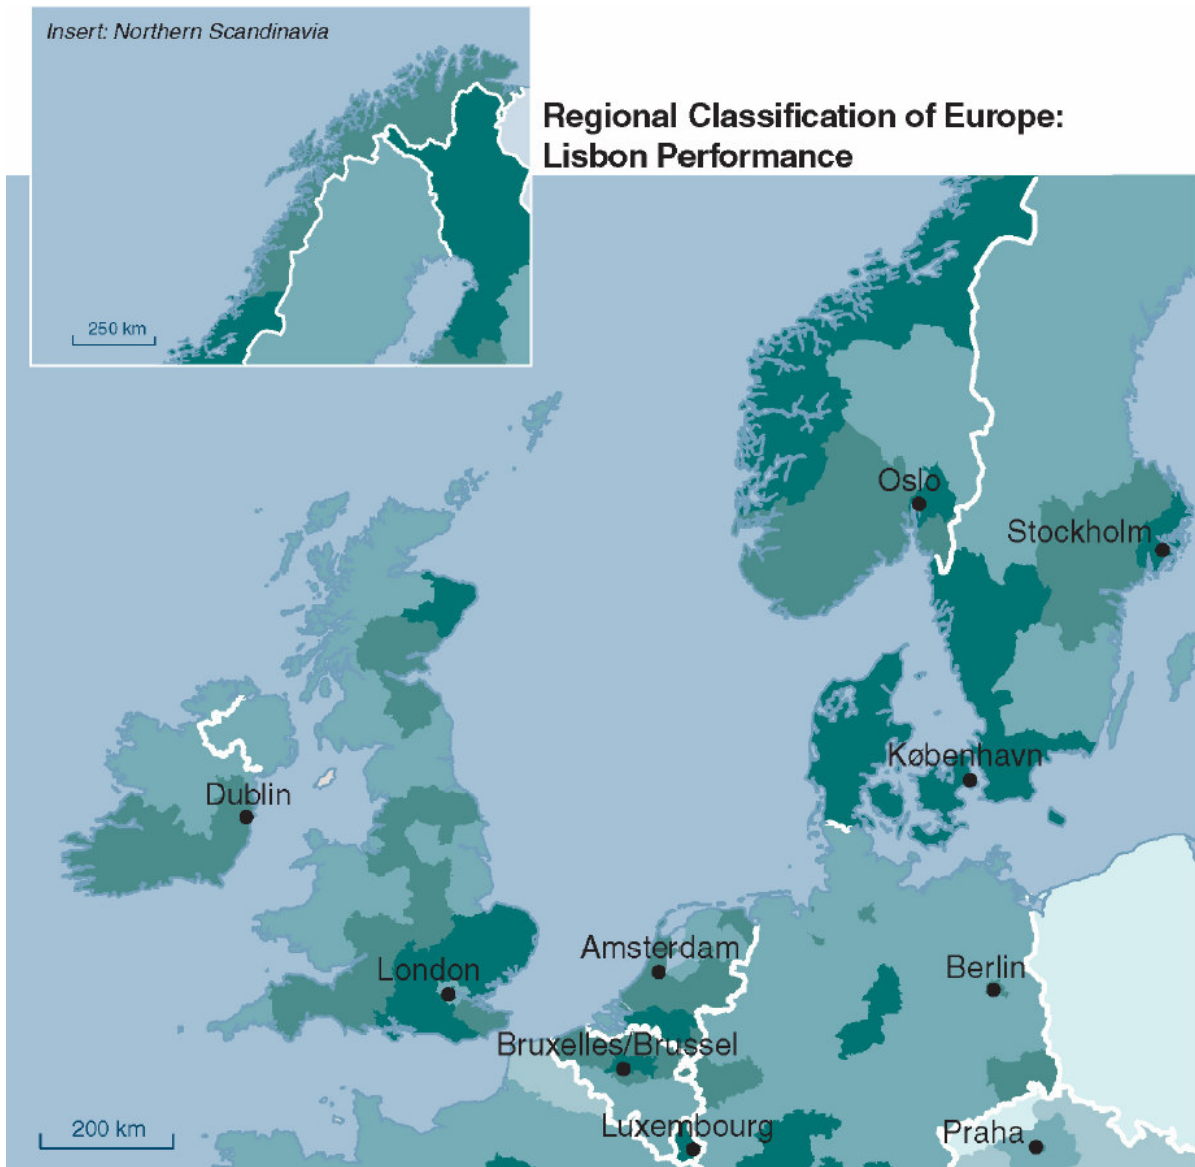 Insert: Northern Scandinavia
Regional Classification of Europe:
Lisbon Performance
250 km
Oslo
Stockholm
København
Dublin
Amsterdam
London
Berlin
Bruxelles/Brussel
Luxembourg
200 km
Praha